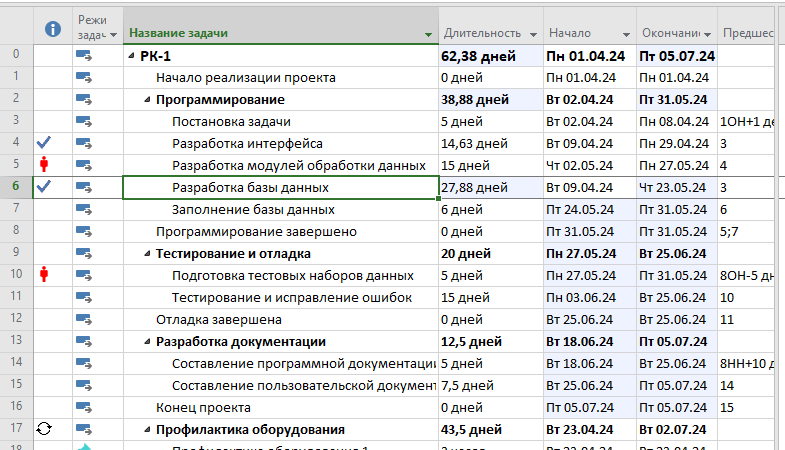 Режи задач Название задачи Длительность Начало Окончание Предшес
0 РК-1 62,38 дней Пн 01.04.24 Пт 05.07.24
1 Начало реализации проекта 0 дней Пн 01.04.24 Пн 01.04.24
2 Программирование 38,88 дней Вт 02.04.24 Пт 31.05.24
3 Постановка задачи 5 дней Вт 02.04.24 Пн 08.04.24 1ОН+1 де
4 Разработка интерфейса 14,63 дней Вт 09.04.24 Пн 29.04.24 3
5 Разработка модулей обработки данных 15 дней Чт 02.05.24 Пн 27.05.24 4
6 Разработка базы данных 27,88 дней Вт 09.04.24 Чт 23.05.24 3
7 Заполнение базы данных 6 дней Пт 24.05.24 Пт 31.05.24 6
8 Программирование завершено 0 дней Пт 31.05.24 Пт 31.05.24 5;7
9 Тестирование и отладка 20 дней Пн 27.05.24 Вт 25.06.24
10 Подготовка тестовых наборов данных 5 дней Пн 27.05.24 Пт 31.05.24 8ОН-5 дн
11 Тестирование и исправление ошибок 15 дней Пн 03.06.24 Вт 25.06.24 10
12 Отладка завершена 0 дней Вт 25.06.24 Вт 25.06.24 11
13 Разработка документации 12,5 дней Вт 18.06.24 Пт 05.07.24
14 Составление программной документации 5 дней Вт 18.06.24 Вт 25.06.24 8НН+10 д
15 Составление пользовательской докумен 7,5 дней Вт 25.06.24 Пт 05.07.24 14
16 Конец проекта 0 дней Пт 05.07.24 Пт 05.07.24 15
17 Профилактика оборудования 43,5 дней Вт 23.04.24 Вт 02.07.24